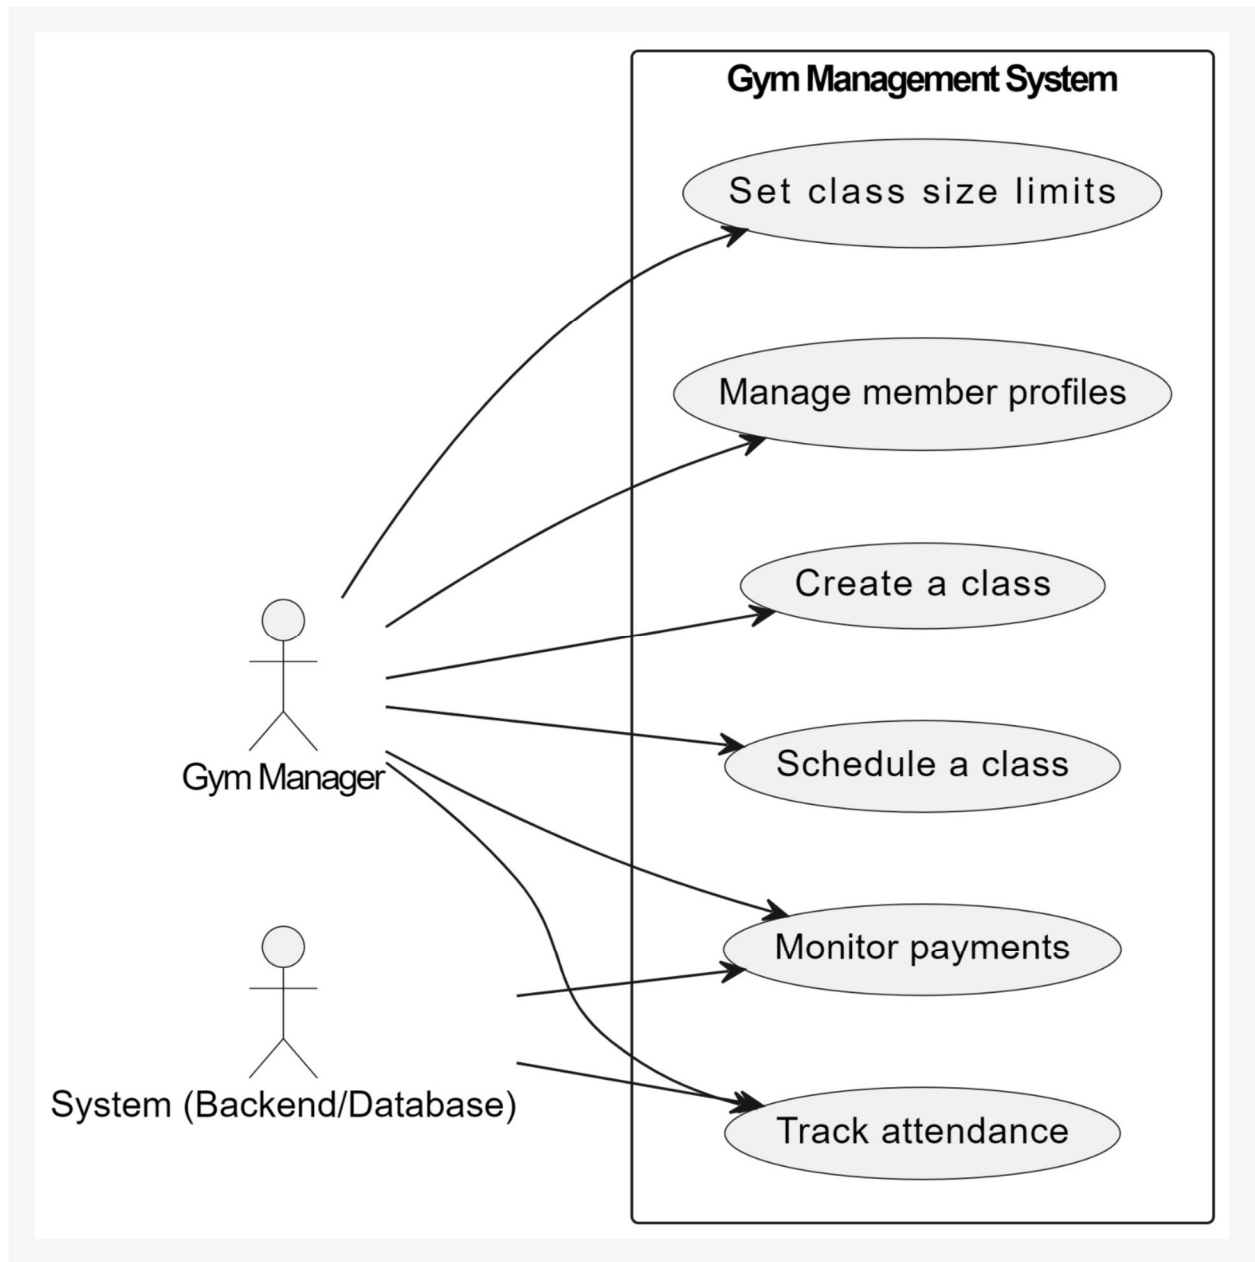 Gym Management System
Set class size limits
Manage member profiles
Create a class
Schedule a class
Gym Manager
Monitor payments
System (Backend/Database)
Track attendance